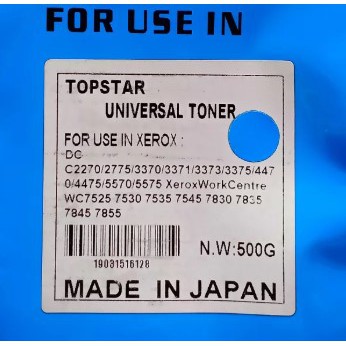 FOR USE IN
TOPSTAR
UNIVERSAL TONER
FOR USE IN XEROX :
DC
C2270/2775/3370/3371/3373/3375/447
0/4475/5570/5575 XeroxWorkCentre
WC7525 7530 7535 7545 7830 7835
7845 7855
19031516128
N.W:500G
MADE IN JAPAN